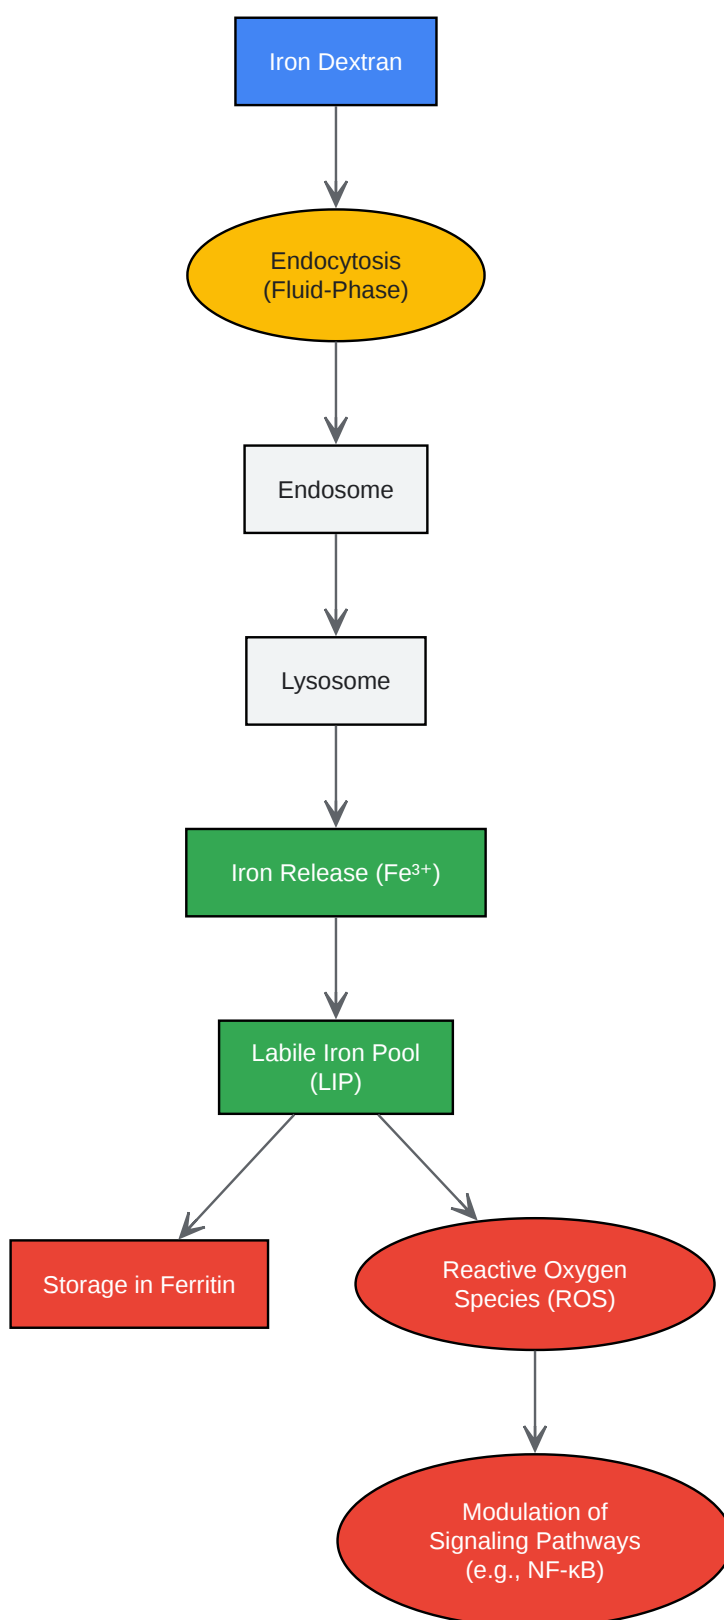 Iron Dextran
Endocytosis
(Fluid-Phase)
Endosome
Lysosome
Iron Release (Fe³⁺)
Labile Iron Pool
(LIP)
Storage in Ferritin
Reactive Oxygen
Species (ROS)
Modulation of
Signaling Pathways
(e.g., NF-κB)